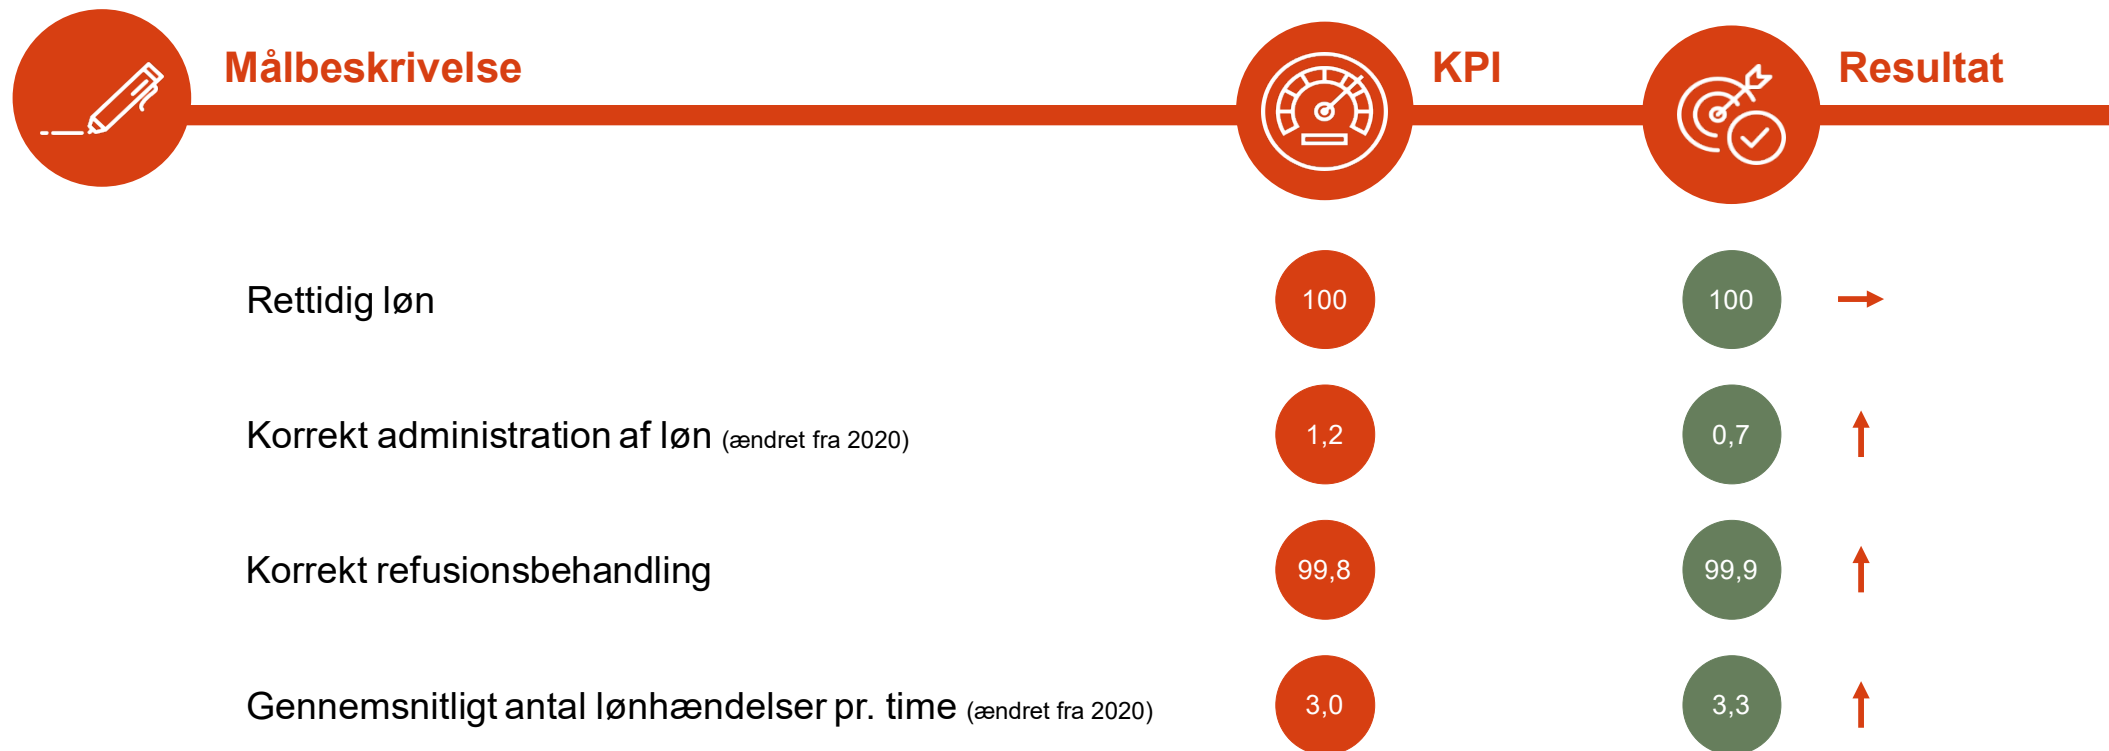 Målbeskrivelse KPI Resultat
Rettidig løn 100 100
Korrekt administration af løn (ændret fra 2020) 1,2 0,7
Korrekt refusionsbehandling 99,8 99,9
Gennemsnitligt antal lønhændelser pr. time (ændret fra 2020) 3,0 3,3